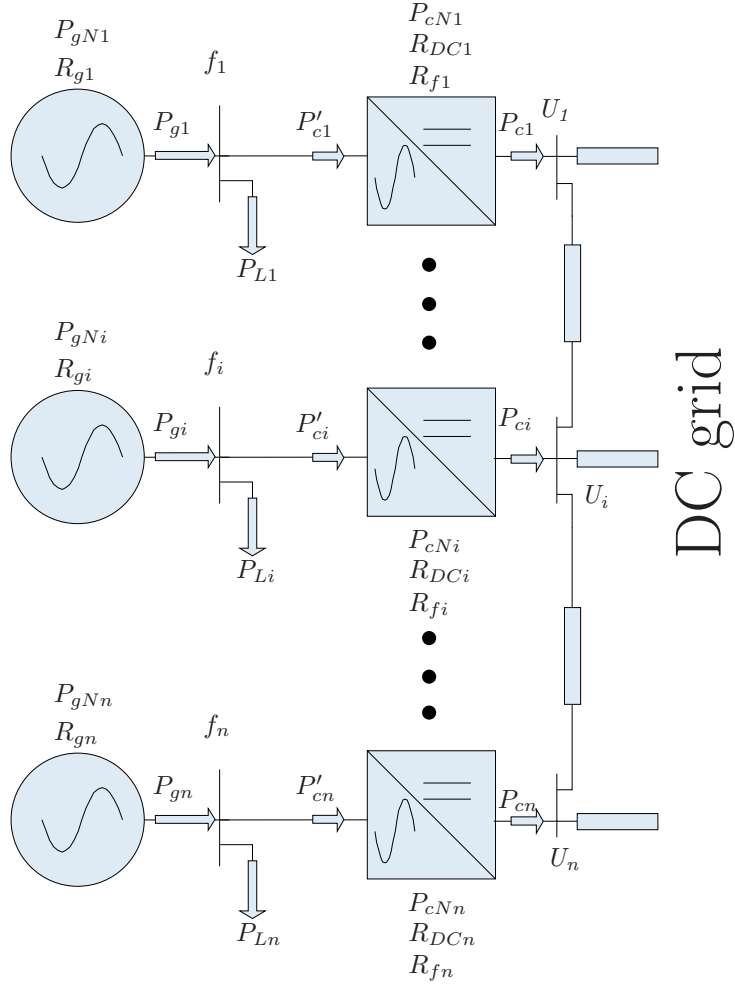 P_{gN1}
R_{g1}
f_1
P_{cN1}
R_{DC1}
R_{f1}
P_{g1}
P'_{c1}
P_{c1}
U_1
P_{L1}
P_{gNi}
R_{gi}
f_i
P_{gi}
P'_{ci}
P_{ci}
U_i
P_{Li}
P_{cNi}
R_{DCi}
R_{fi}
DC grid
P_{gNn}
R_{gn}
f_n
P_{gn}
P'_{cn}
P_{cn}
U_n
P_{Ln}
P_{cNn}
R_{DCn}
R_{fn}